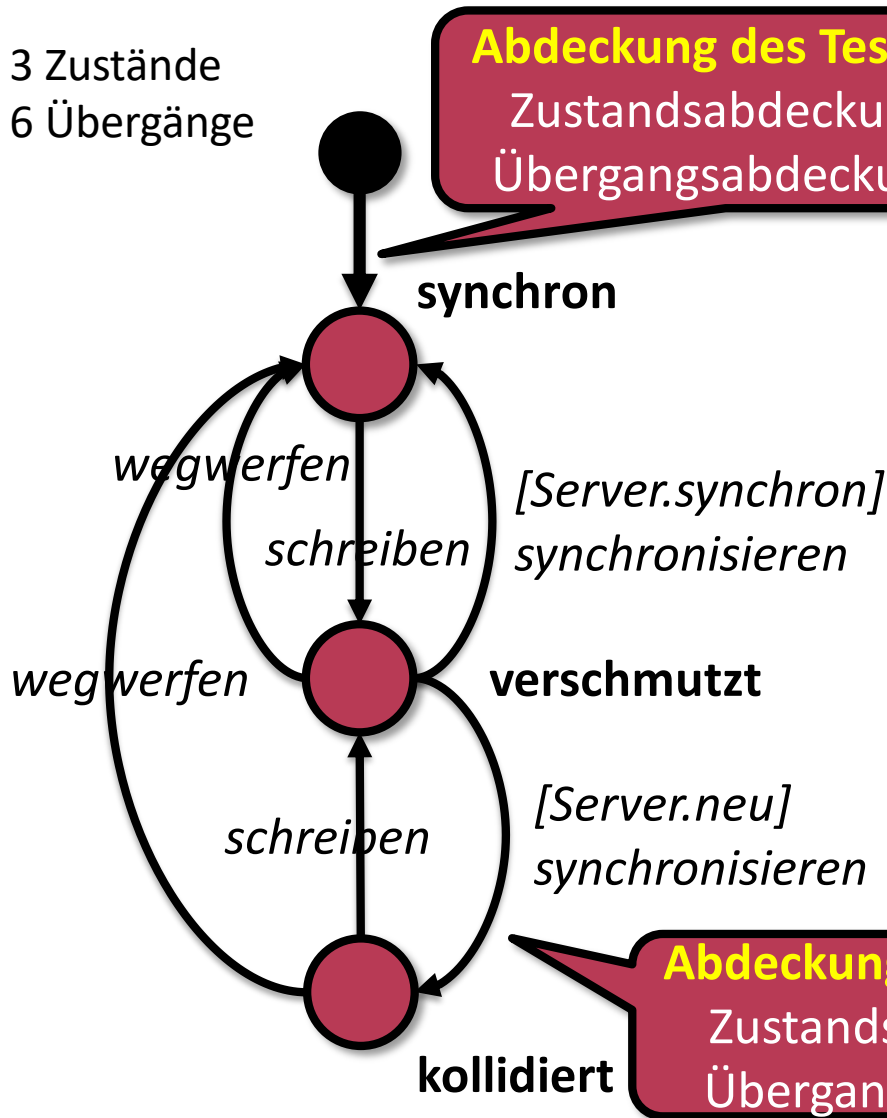 3 Zustände
6 Übergänge
Abdeckung des Tes
Zustandsabdecku
Übergangsabdecku
synchron
wegwerfen
[Server.synchron]
schreiben
synchronisieren
wegwerfen
verschmutzt
[Server.neu]
schreiben
synchronisieren
Abdeckung
Zustands
Übergan
kollidiert